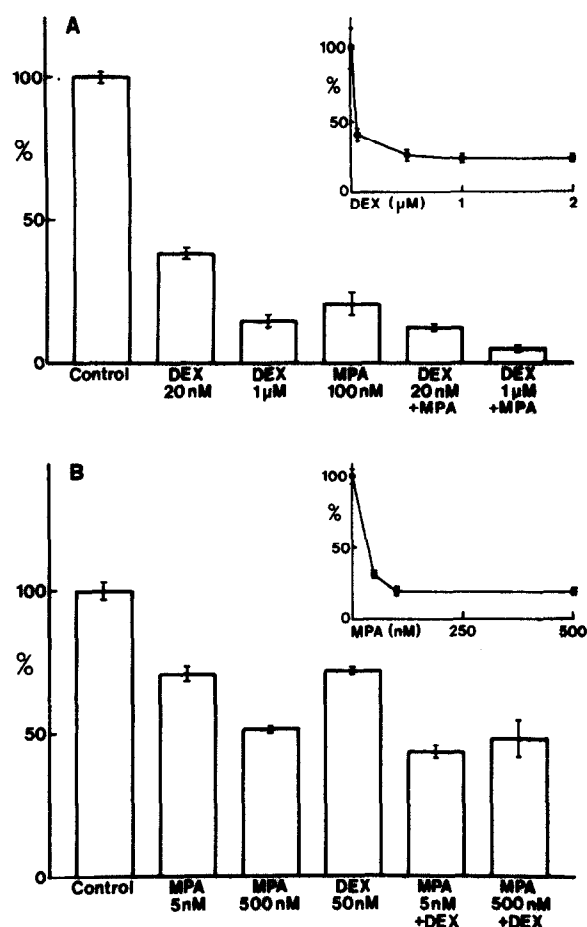 A
100
%
50
0
Control
DEX
20 nM
DEX
1 µM
MPA
100 nM
DEX
20 nM
+MPA
DEX
1 µM
+MPA
100
%
50
0
DEX (µM)
1
2
B
100
%
50
0
Control
MPA
5 nM
MPA
500 nM
DEX
50 nM
MPA
5 nM
+DEX
MPA
500 nM
+DEX
100
%
50
0
MPA (nM)
250
500